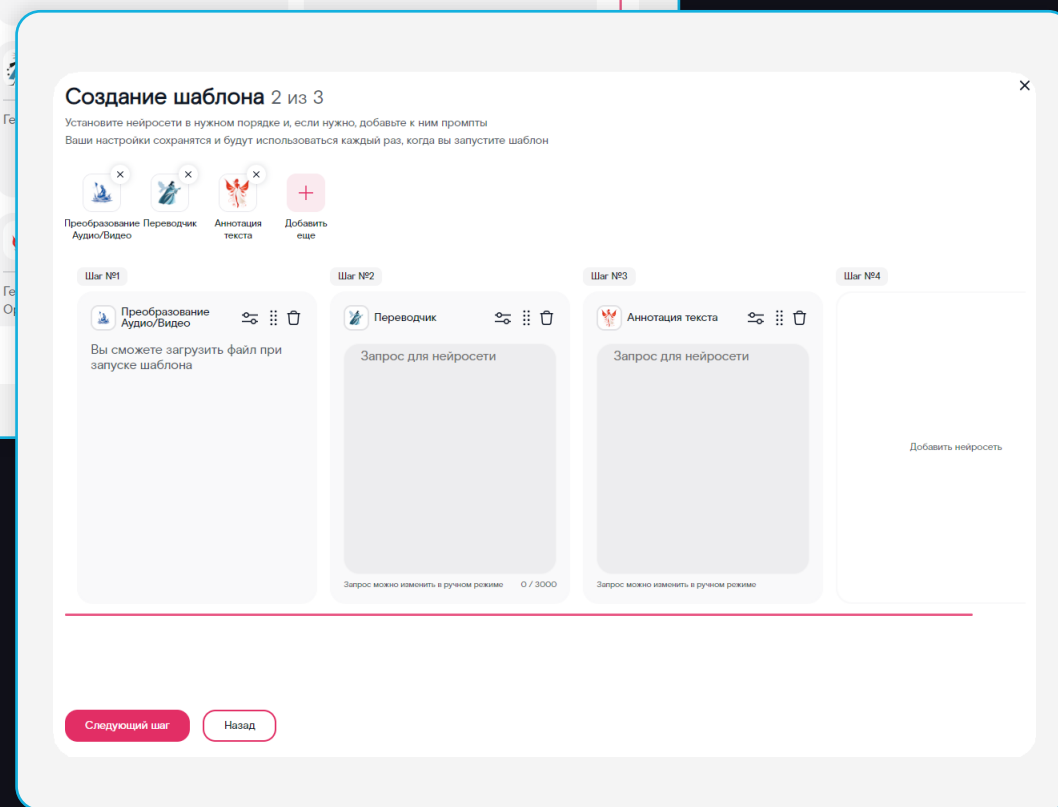 Ге
Ге
Ор
Создание шаблона 2 из 3
Установите нейросети в нужном порядке и, если нужно, добавьте к ним промпты
Ваши настройки сохранятся и будут использоваться каждый раз, когда вы запустите шаблон
Преобразование
Аудио/Видео
Переводчик
Аннотация
текста
Добавить
еще
Шаг №1
Преобразование
Аудио/Видео
Вы сможете загрузить файл при
запуске шаблона
Шаг №2
Переводчик
Запрос для нейросети
Запрос можно изменить в ручном режиме 0 / 3000
Шаг №3
Аннотация текста
Запрос для нейросети
Запрос можно изменить в ручном режиме
Шаг №4
Добавить нейросеть
Следующий шаг
Назад